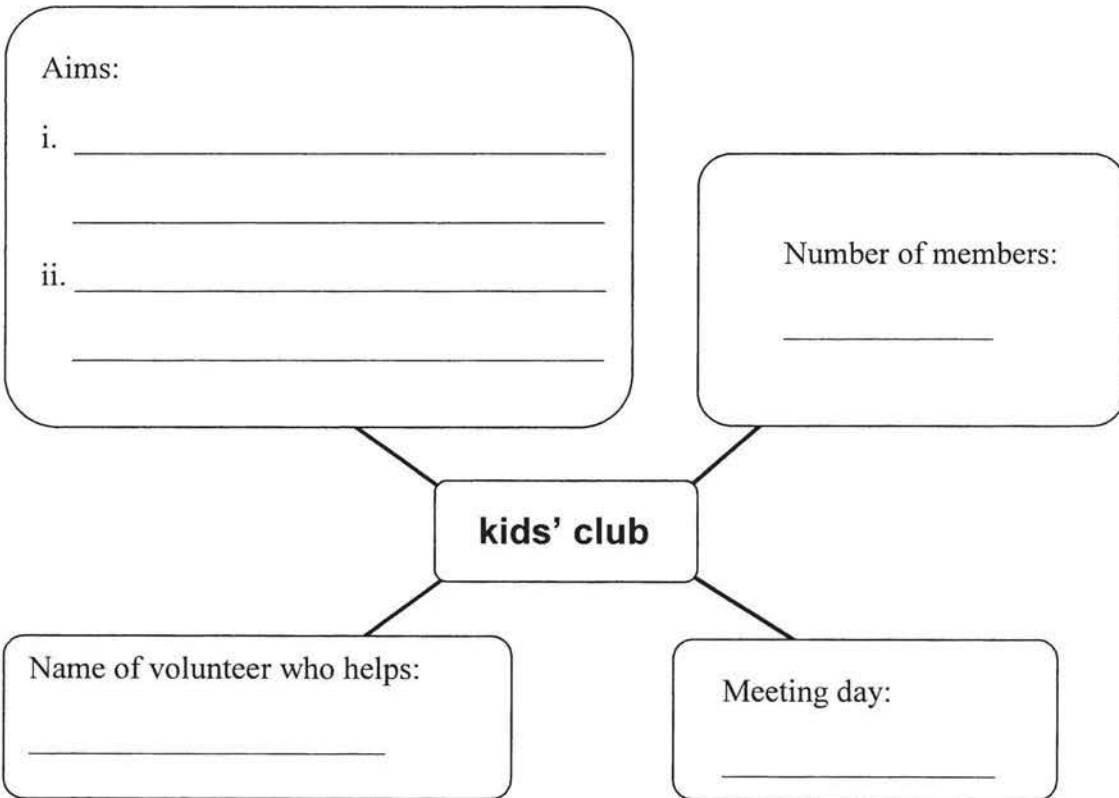 Aims:
i.
ii.
Number of members:
kids' club
Name of volunteer who helps:
Meeting day: